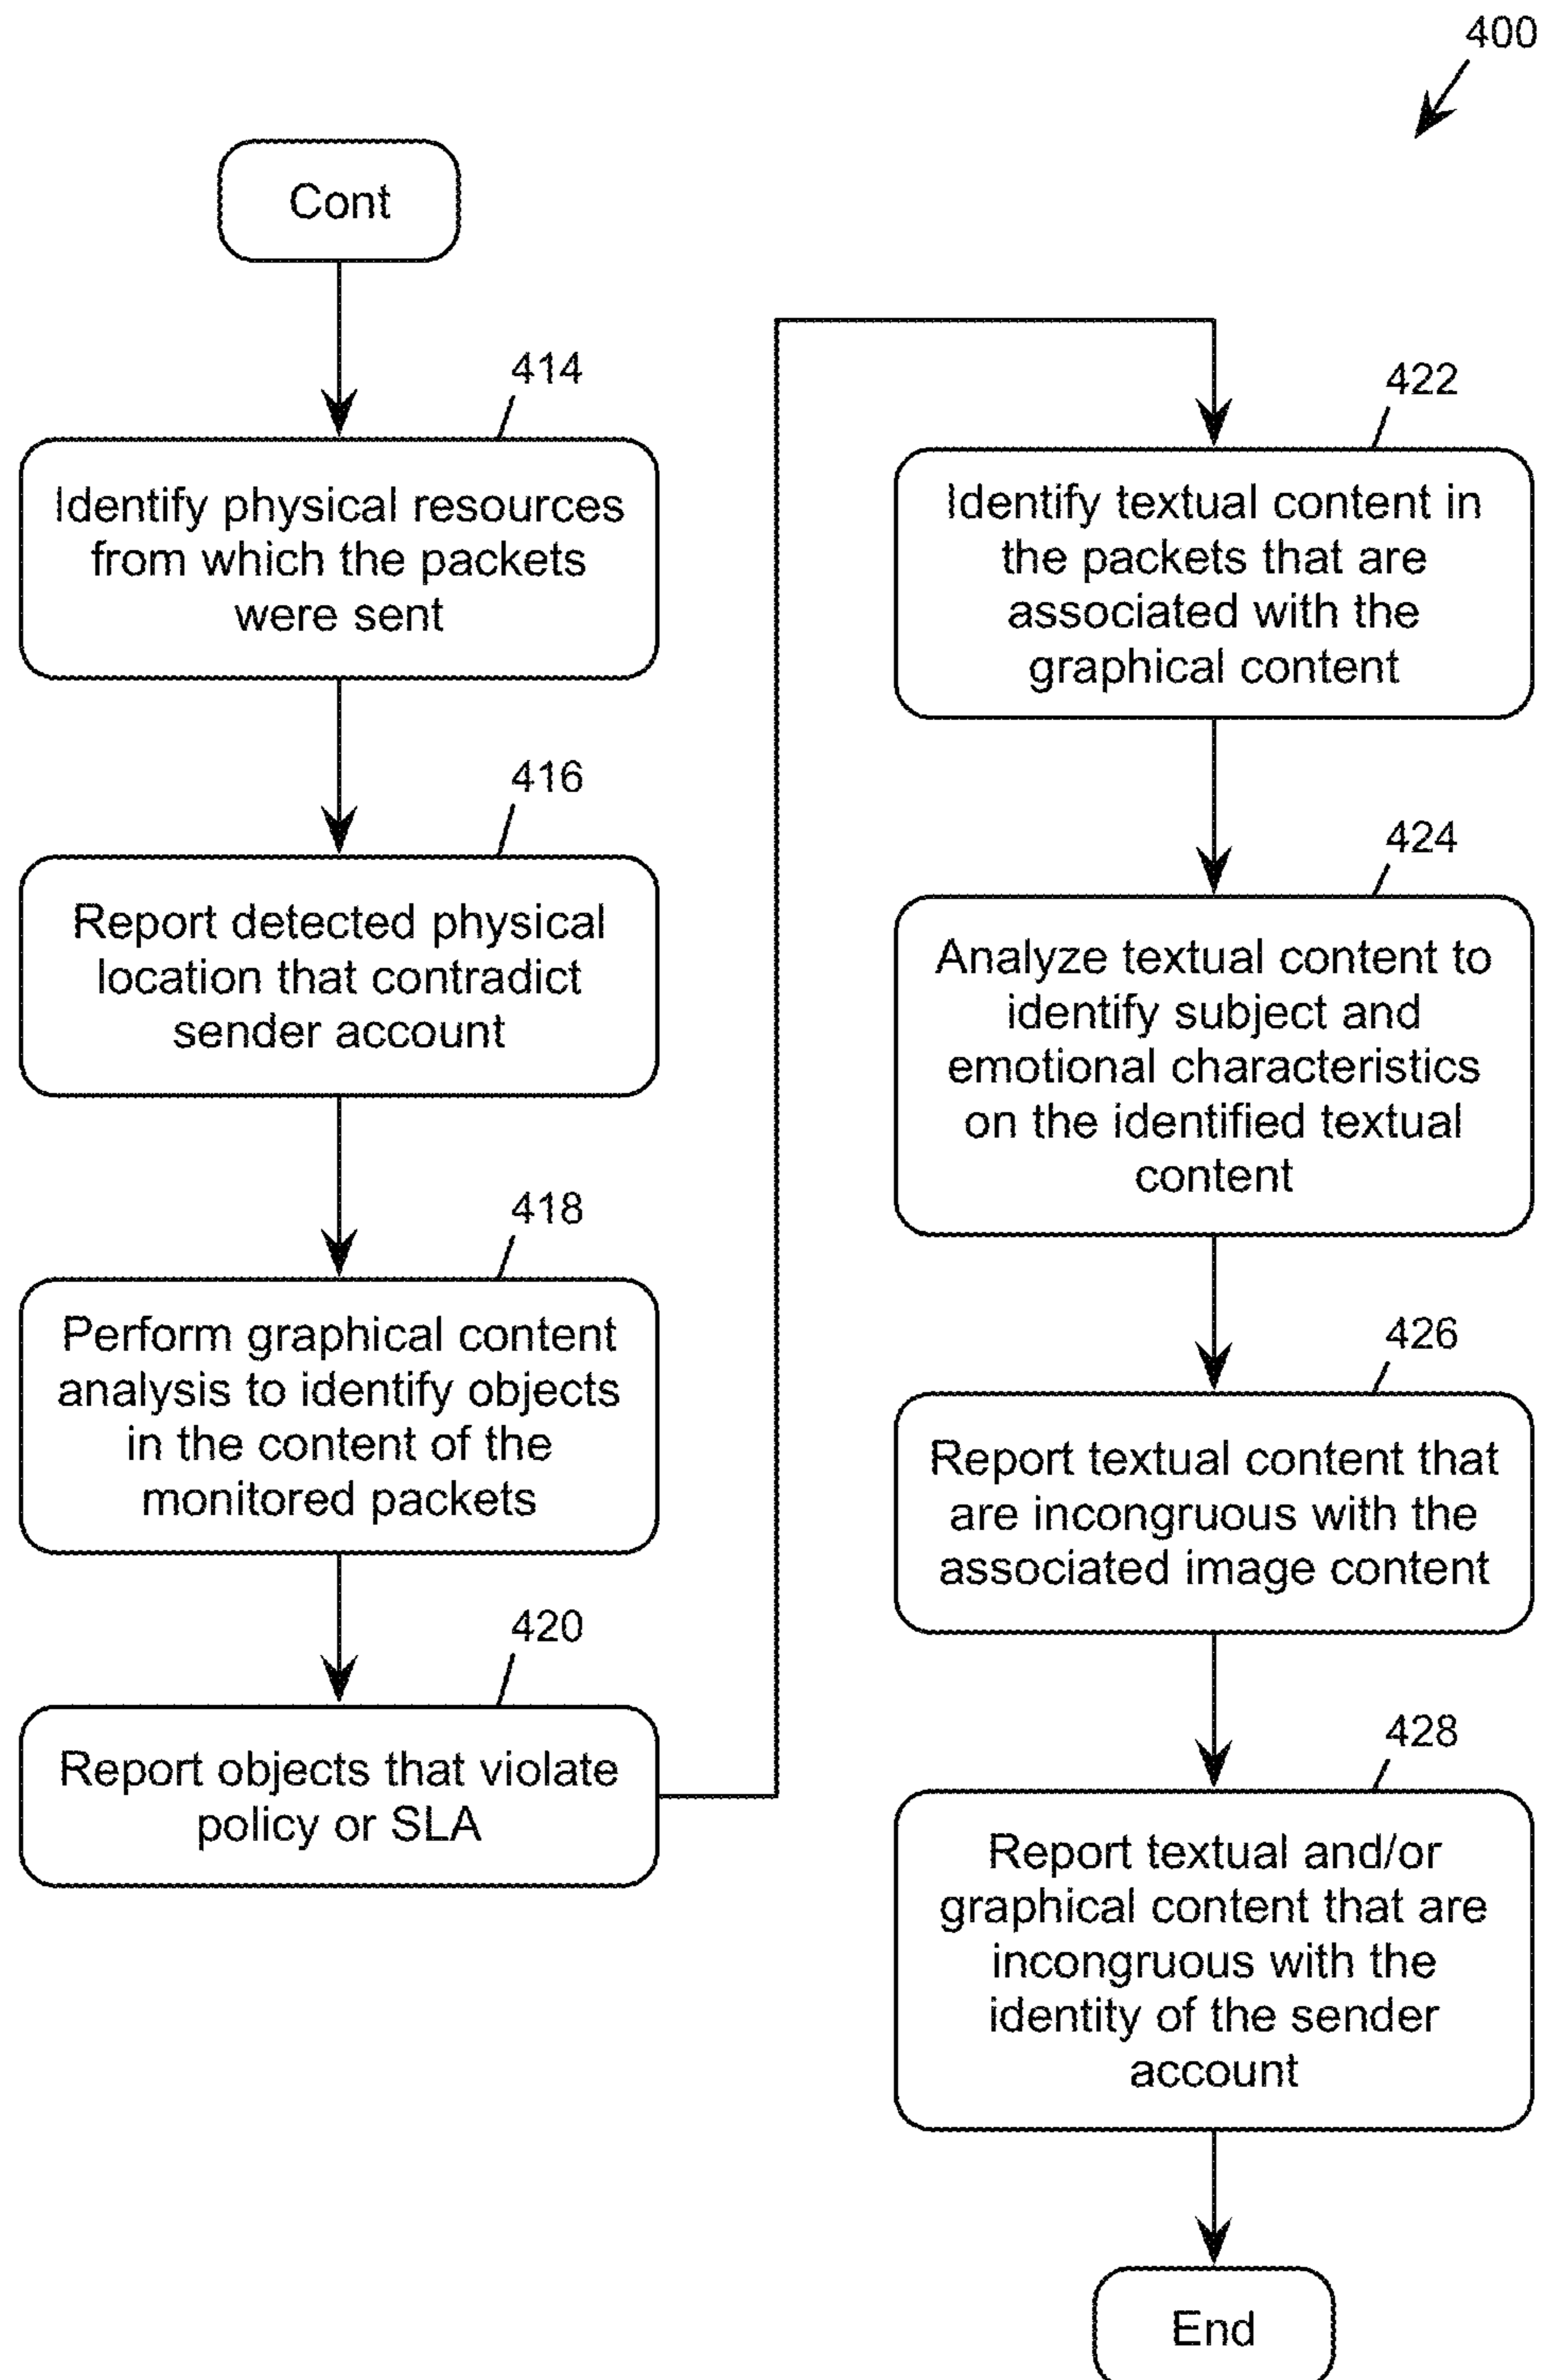 400
Cont
414
Identify physical resources
from which the packets
were sent
416
Report detected physical
location that contradict
sender account
418
Perform graphical content
analysis to identify objects
in the content of the
monitored packets
420
Report objects that violate
policy or SLA
422
Identify textual content in
the packets that are
associated with the
graphical content
424
Analyze textual content to
identify subject and
emotional characteristics
on the identified textual
content
426
Report textual content that
are incongruous with the
associated image content
428
Report textual and/or
graphical content that are
incongruous with the
identity of the sender
account
End